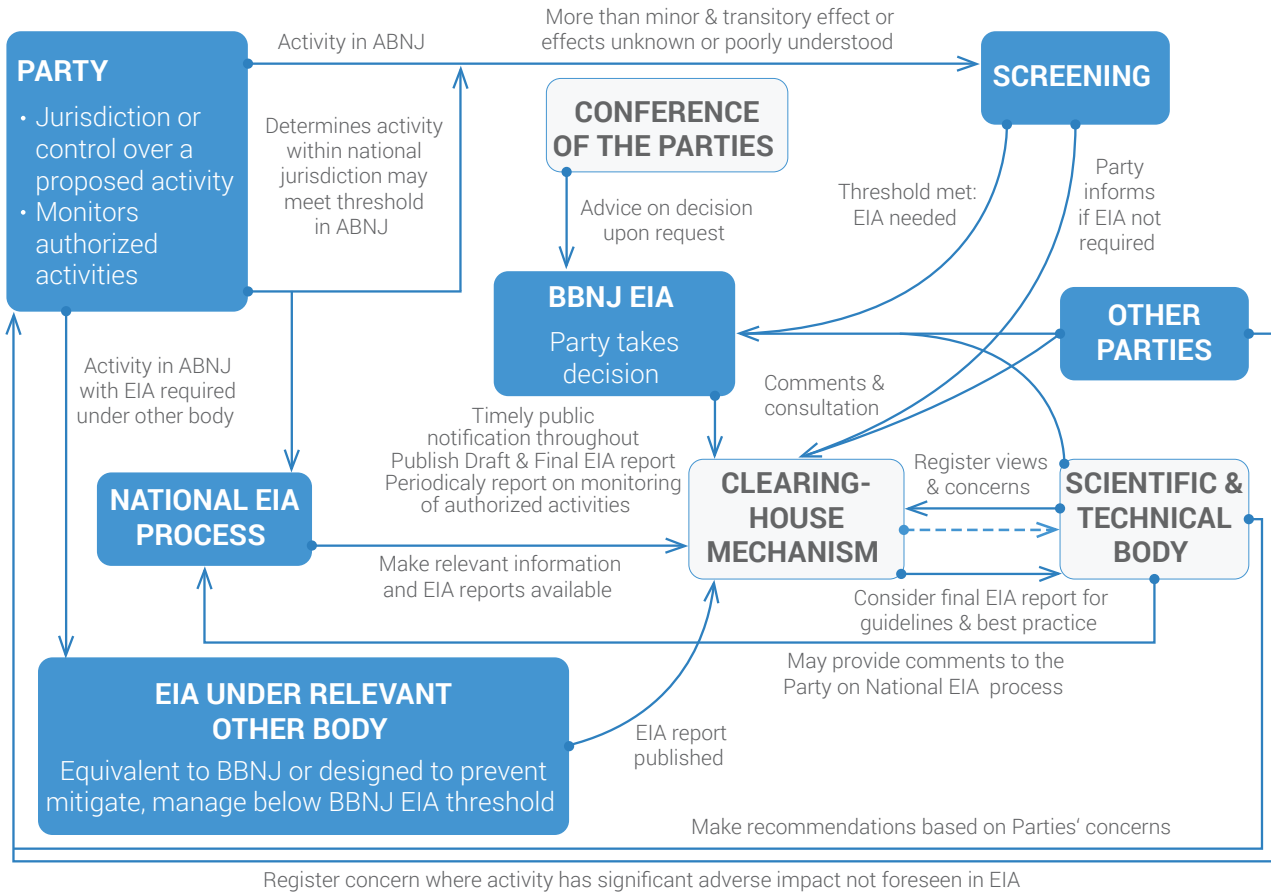 PARTY
• Jurisdiction or
control over a
proposed activity
• Monitors
authorized
activities
Activity in ABNJ
More than minor & transitory effect or
effects unknown or poorly understood
SCREENING
Determines activity
within national
jurisdiction may
meet threshold
in ABNJ
CONFERENCE
OF THE PARTIES
Advice on decision
upon request
Threshold met:
EIA needed
Party
informs
if EIA not
required
BBNJ EIA
Party takes
decision
OTHER
PARTIES
Activity in ABNJ
with EIA required
under other body
Comments &
consultation
Timely public
notification throughout
Publish Draft & Final EIA report
Periodicaly report on monitoring
of authorized activities
NATIONAL EIA
PROCESS
CLEARING-
HOUSE
MECHANISM
Register views
& concerns
SCIENTIFIC &
TECHNICAL
BODY
Make relevant information
and EIA reports available
Consider final EIA report for
guidelines & best practice
May provide comments to the
Party on National EIA process
EIA UNDER RELEVANT
OTHER BODY
Equivalent to BBNJ or designed to prevent
mitigate, manage below BBNJ EIA threshold
EIA report
published
Make recommendations based on Parties‘ concerns
Register concern where activity has significant adverse impact not foreseen in EIA